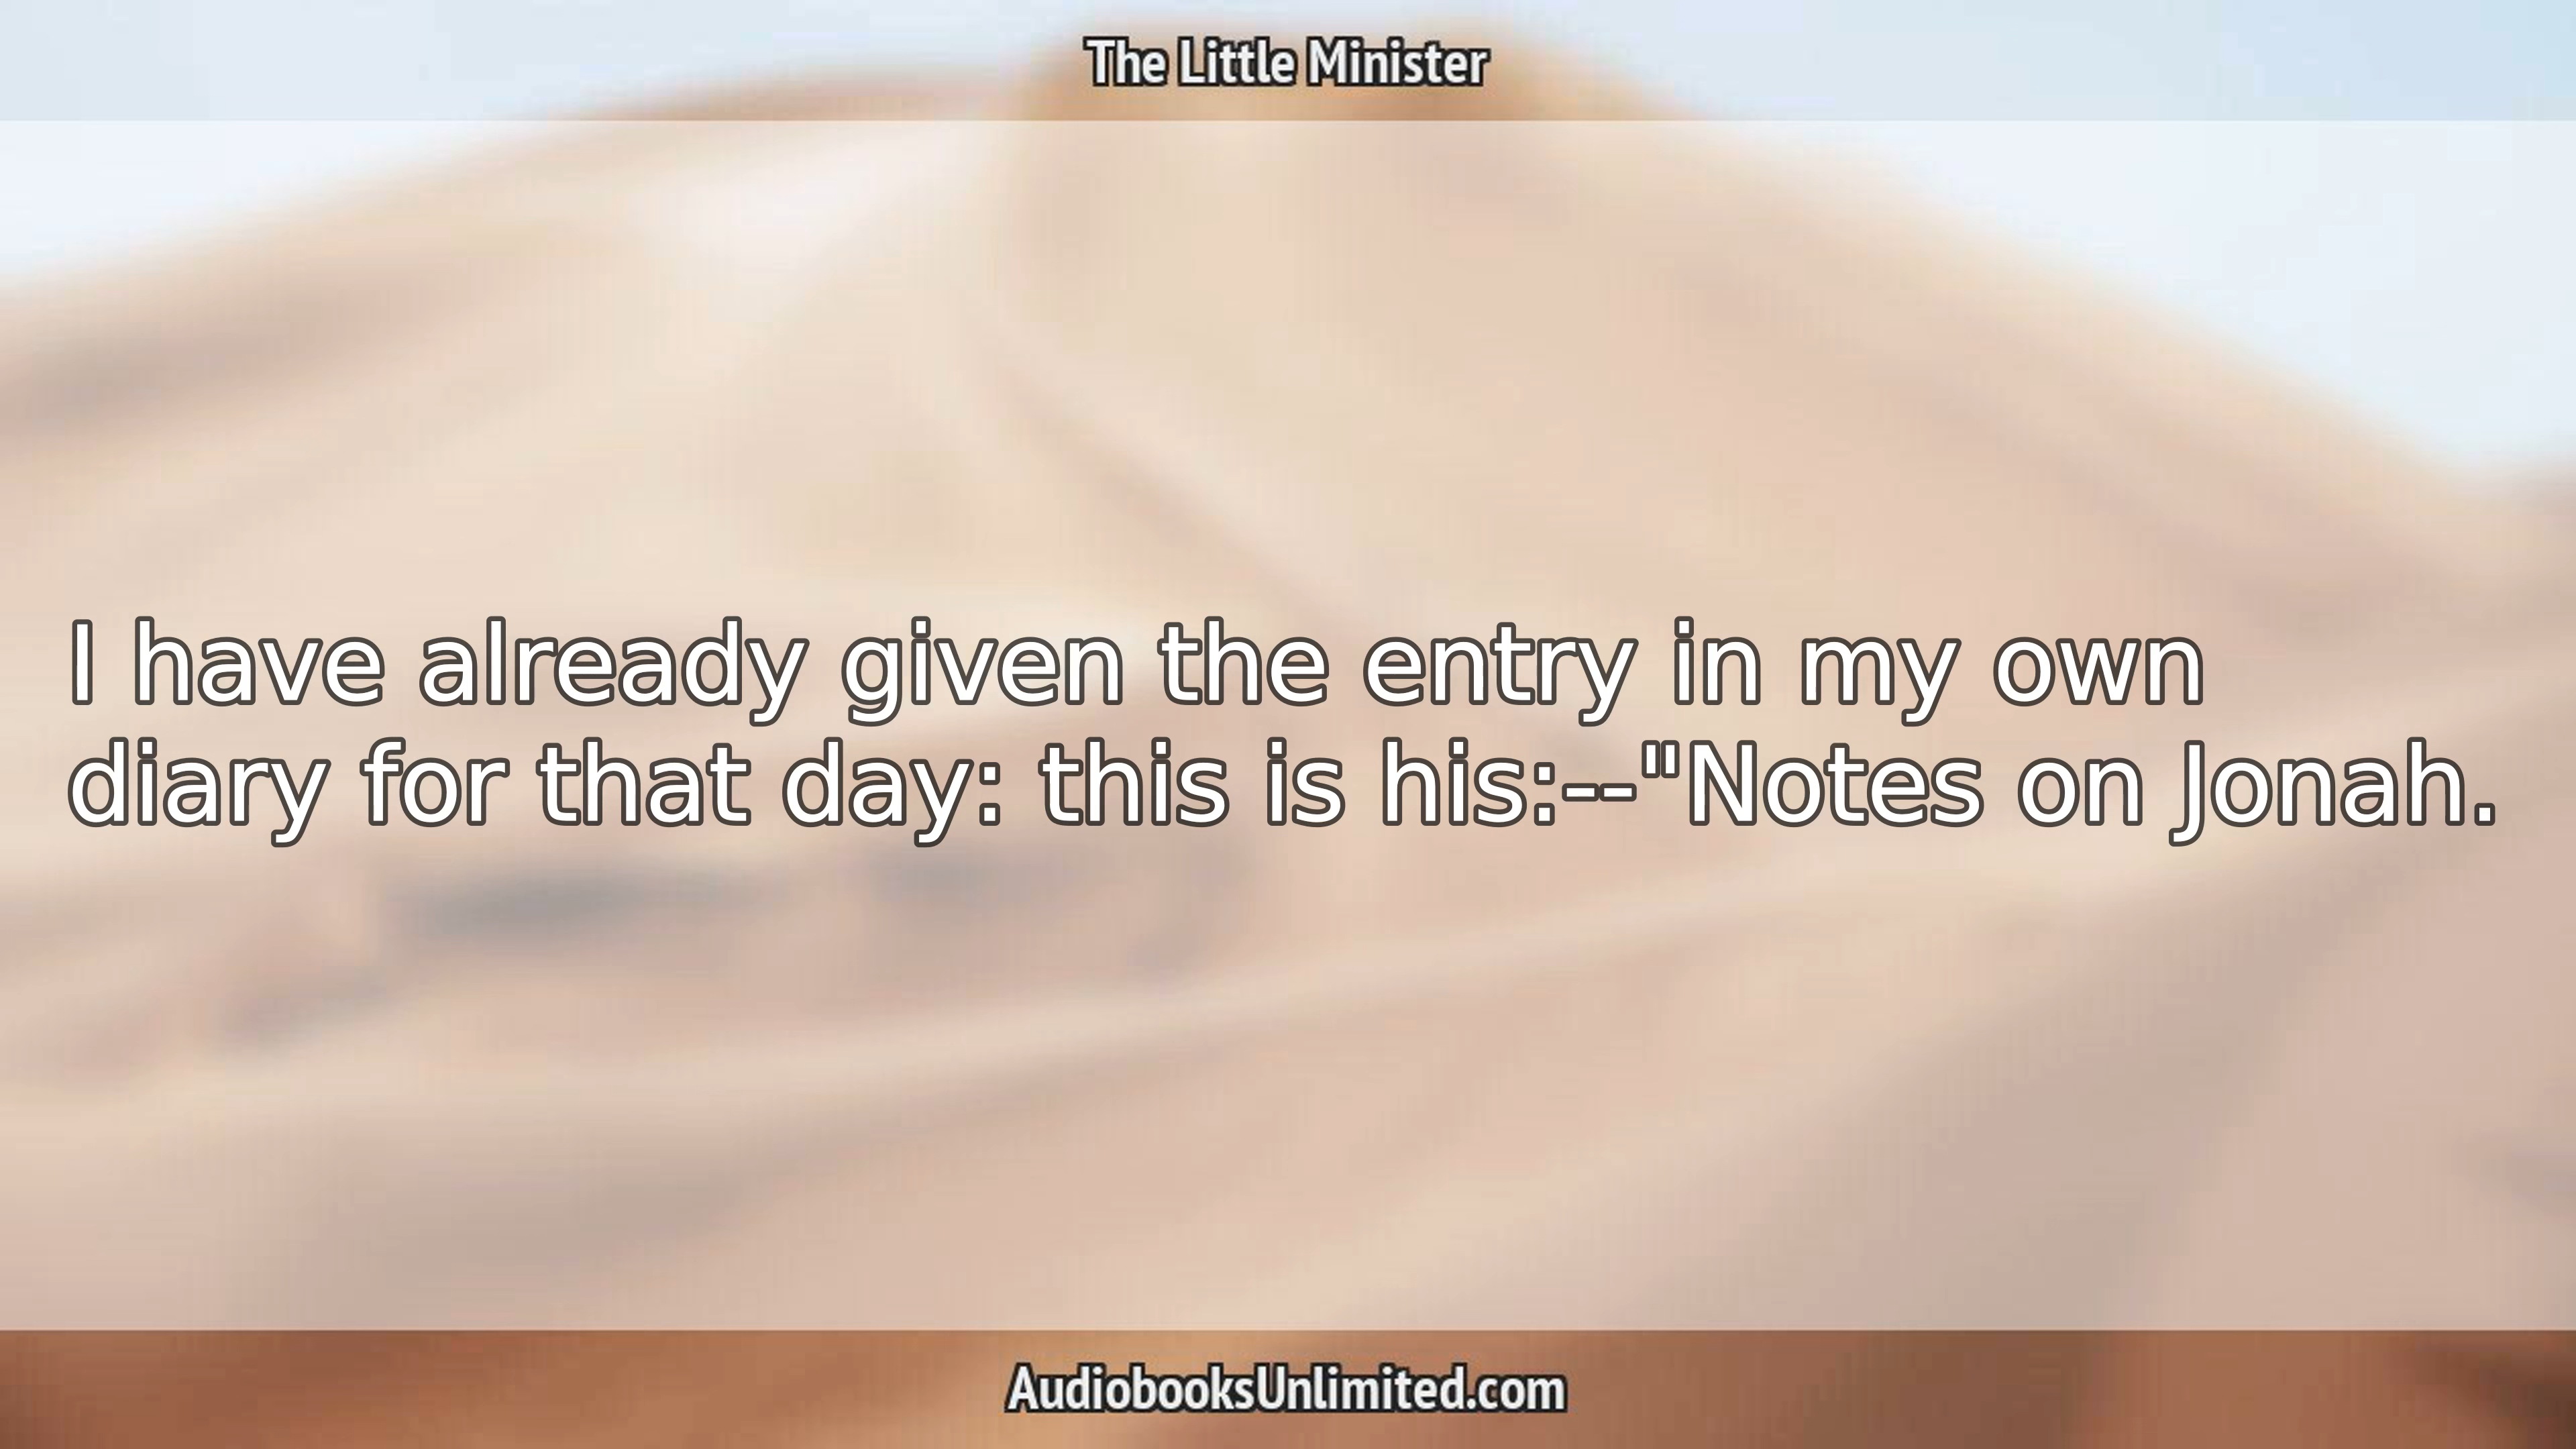 The Little Minister
I have already given the entry in my own
diary for that day: this is his:--"Notes on Jonah.
AudiobooksUnlimited.com